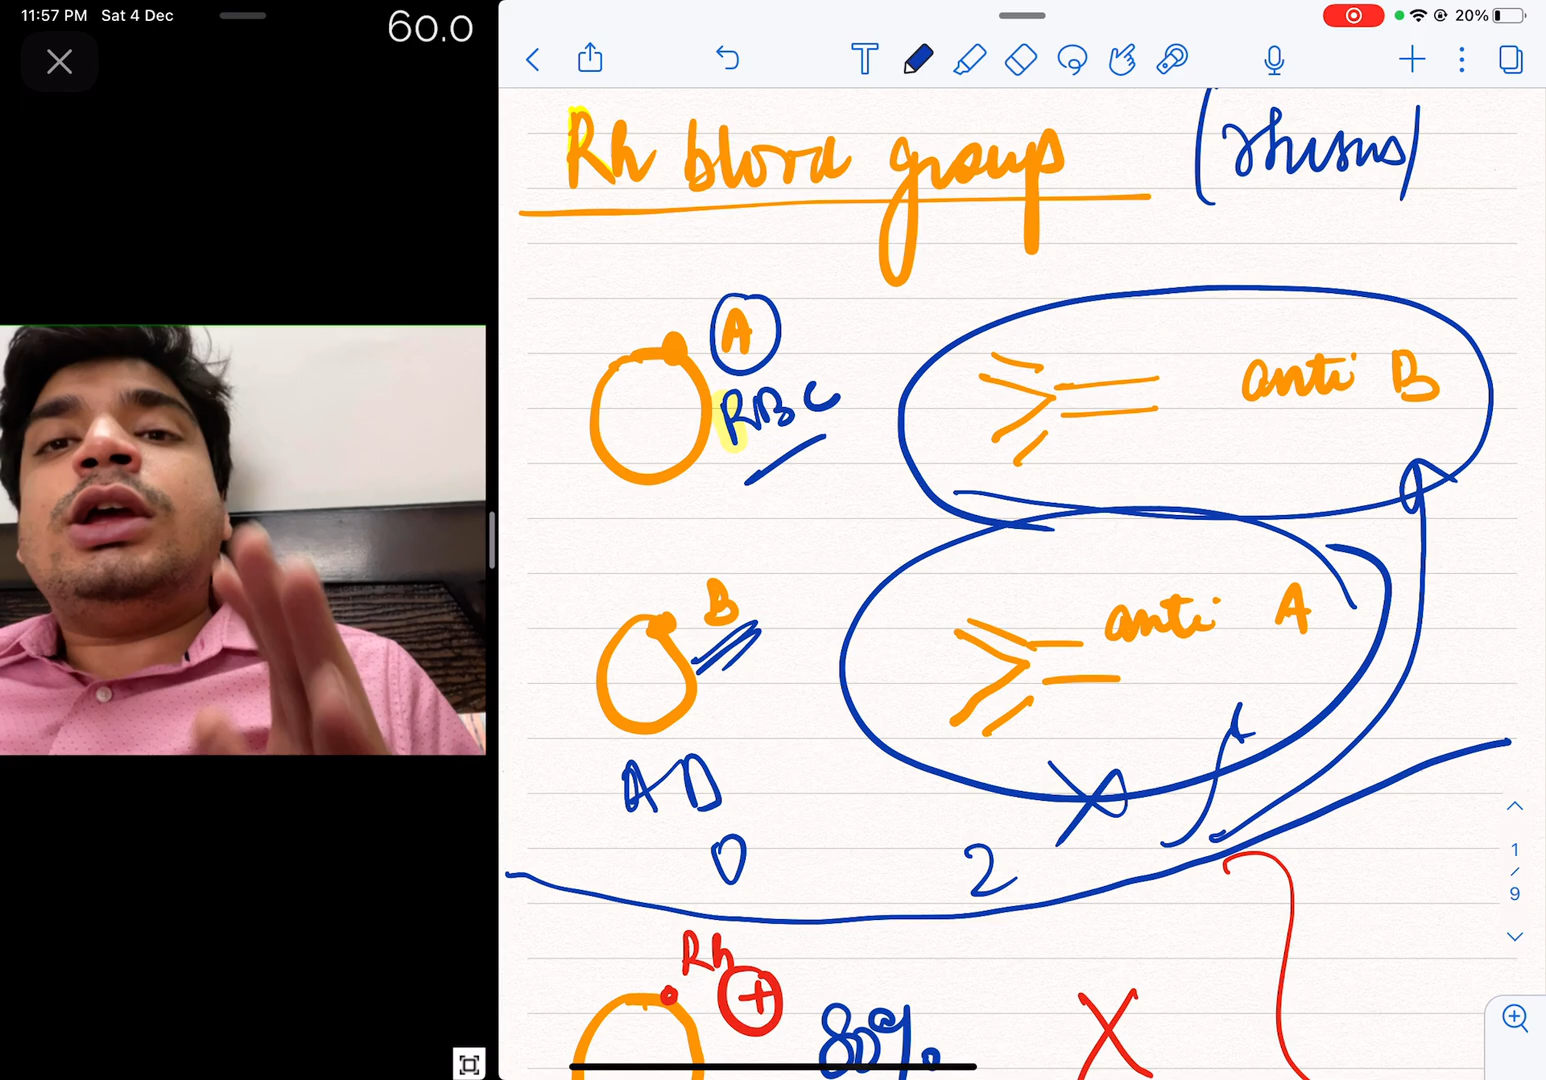 11:57 PM Sat 4 Dec
60.0
20%
T
Rh blood group
(rhesus)
A
RBC
anti B
B
anti A
2
1
/
9
Rh
+
80%